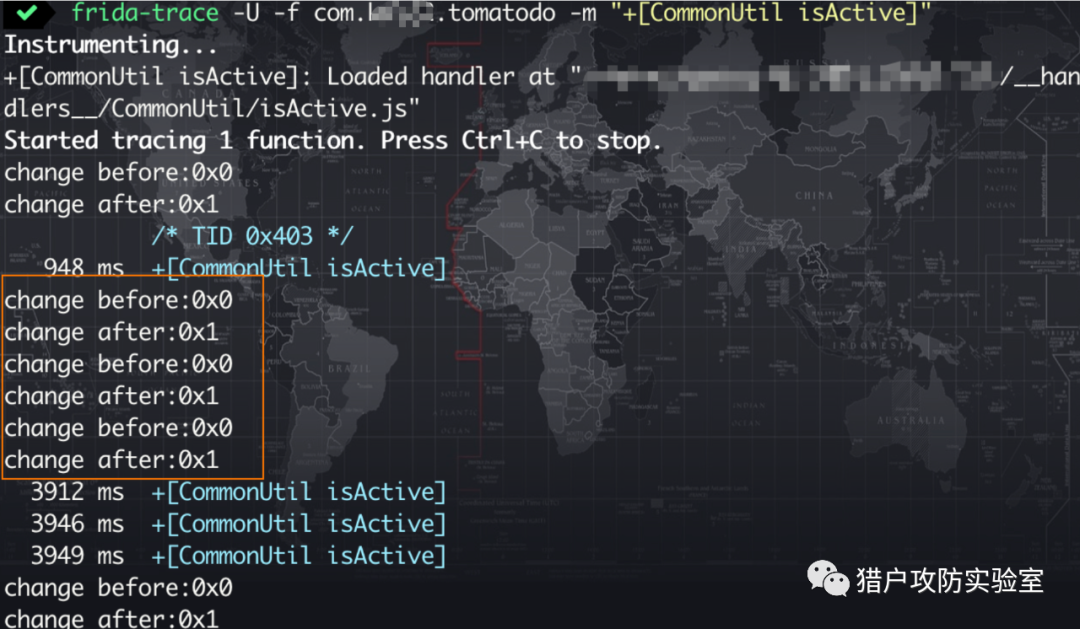 frida-trace -U -f com.k .tomatodo -m "+[CommonUtil isActive]"
Instrumenting...
+[CommonUtil isActive]: Loaded handler at " /__han
dlers__/CommonUtil/isActive.js"
Started tracing 1 function. Press Ctrl+C to stop.
change before:0x0
change after:0x1
/* TID 0x403 */
948 ms +[CommonUtil isActive]
change before:0x0
change after:0x1
change before:0x0
change after:0x1
change before:0x0
change after:0x1
3912 ms +[CommonUtil isActive]
3946 ms +[CommonUtil isActive]
3949 ms +[CommonUtil isActive]
change before:0x0
change after:0x1
猎户攻防实验室